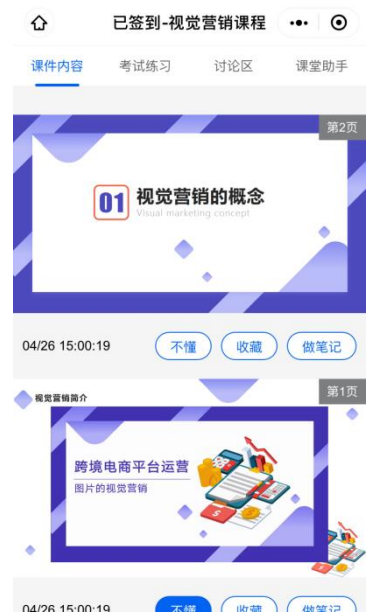 已签到-视觉营销课程
课件内容 考试练习 讨论区 课堂助手
第2页
01 视觉营销的概念
Visual marketing concept
04/26 15:00:19 不懂 收藏 做笔记
第1页
视觉营销简介
跨境电商平台运营
图片的视觉营销
04/26 15:00:19 不懂 收藏 做笔记